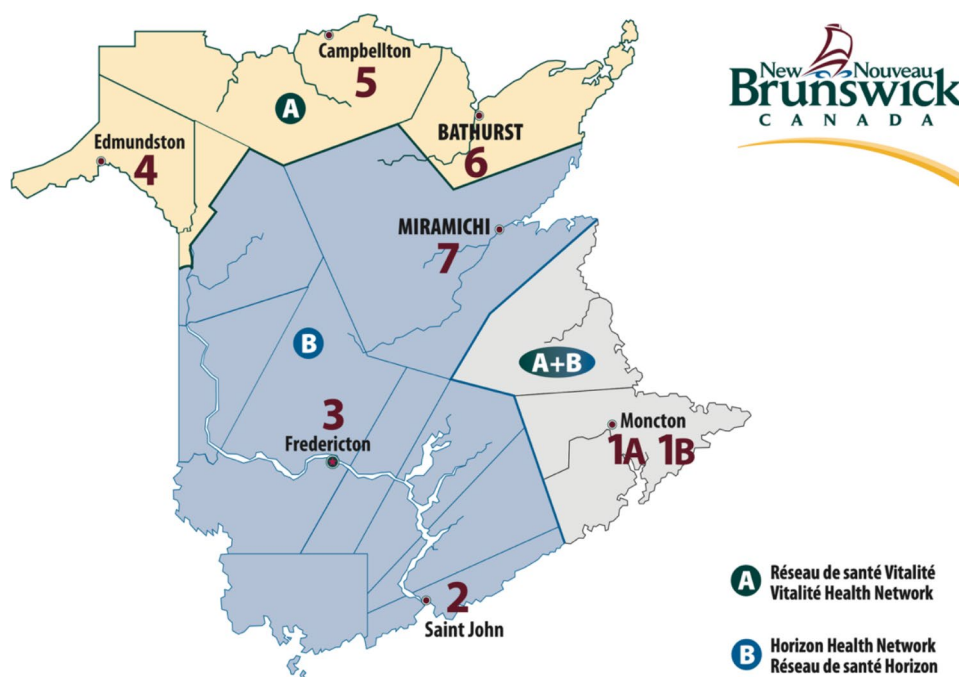 New Nouveau
Brunswick
CANADA
Campbellton
5
A
BATHURST
6
Edmundston
4
MIRAMICHI
7
B
A+B
3
Fredericton
Moncton
1A 1B
2
Saint John
A
Réseau de santé Vitalité
Vitalité Health Network
B
Horizon Health Network
Réseau de santé Horizon